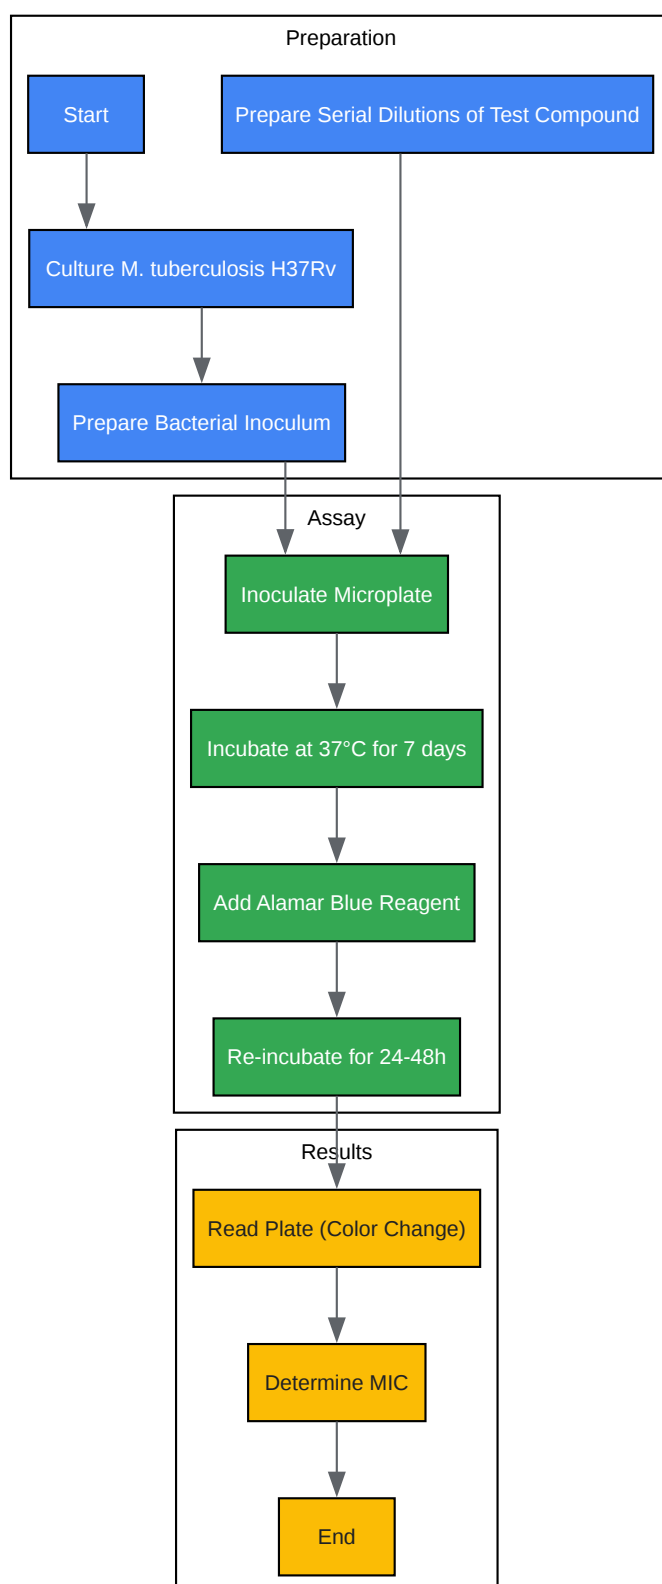 Preparation
Start
Prepare Serial Dilutions of Test Compound
Culture M. tuberculosis H37Rv
Prepare Bacterial Inoculum
Assay
Inoculate Microplate
Incubate at 37°C for 7 days
Add Alamar Blue Reagent
Re-incubate for 24-48h
Results
Read Plate (Color Change)
Determine MIC
End